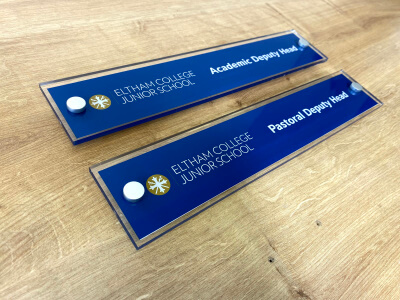 ELTHAM COLLEGE
JUNIOR SCHOOL
Academic Deputy Head
ELTHAM COLLEGE
JUNIOR SCHOOL
Pastoral Deputy Head